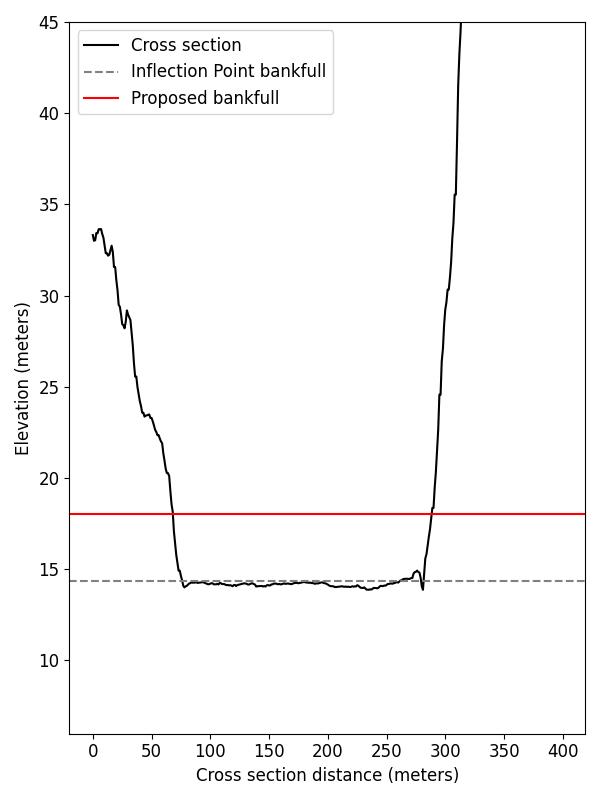 45
40
35
30
25
20
15
10
Elevation (meters)
Cross section
Inflection Point bankfull
Proposed bankfull
0 50 100 150 200 250 300 350 400
Cross section distance (meters)